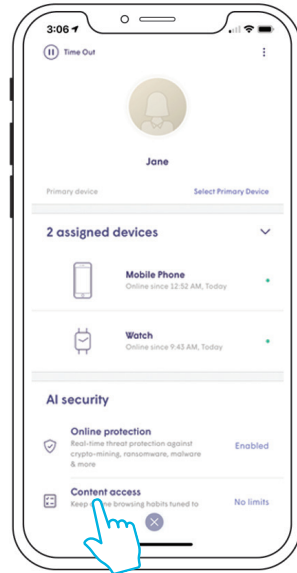 3:06
Time Out
Jane
Primary device Select Primary Device
2 assigned devices
Mobile Phone
Online since 12:52 AM, Today
Watch
Online since 9:43 AM, Today
AI security
Online protection
Real-time threat protection against
crypto-mining, ransomware, malware
& more
Enabled
Content access
Keep online browsing habits tuned to
No limits